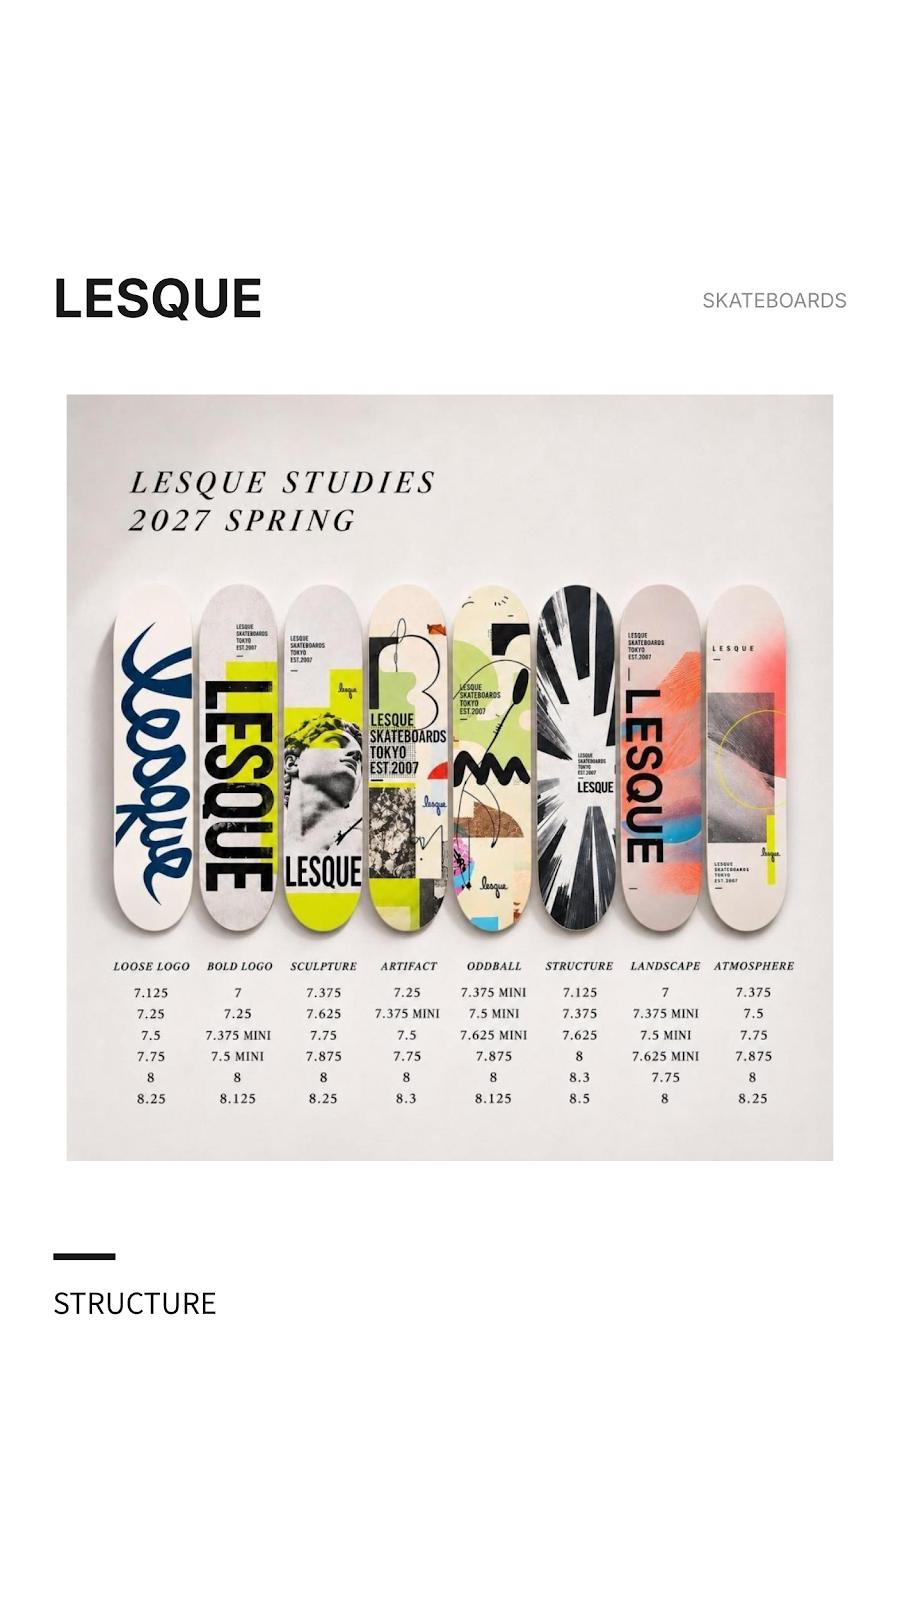 LESQUE
SKATEBOARDS
LESQUE STUDIES
2027 SPRING
lesque
LESQUE
SKATEBOARDS
TOKYO
EST.2007
LESQUE
LESQUE
SKATEBOARDS
TOKYO
EST.2007
lesque
LESQUE
LESQUE
SKATEBOARDS
TOKYO
EST.2007
lesque
LESQUE
SKATEBOARDS
TOKYO
EST.2007
lesque
LESQUE
SKATEBOARDS
TOKYO
EST.2007
LESQUE
LESQUE
SKATEBOARDS
TOKYO
EST.2007
LESQUE
LESQUE
lesque
LESQUE
SKATEBOARDS
TOKYO
EST.2007
LOOSE LOGO BOLD LOGO SCULPTURE ARTIFACT ODDBALL STRUCTURE LANDSCAPE ATMOSPHERE
7.125 7 7.375 7.25 7.375 MINI 7.125 7 7.375
7.25 7.25 7.625 7.375 MINI 7.5 MINI 7.375 7.375 MINI 7.5
7.5 7.375 MINI 7.75 7.5 7.625 MINI 7.625 7.5 MINI 7.75
7.75 7.5 MINI 7.875 7.75 7.875 8 7.625 MINI 7.875
8 8 8 8 8 8.3 7.75 8
8.25 8.125 8.25 8.3 8.125 8.5 8 8.25
STRUCTURE